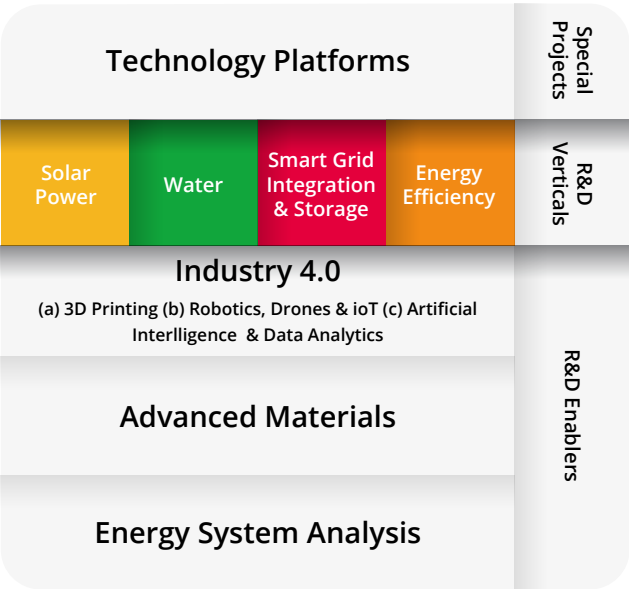 Technology Platforms
Special
Projects
Solar
Power
Water
Smart Grid
Integration
& Storage
Energy
Efficiency
R&D
Verticals
Industry 4.0
(a) 3D Printing (b) Robotics, Drones & ioT (c) Artificial
Interlligence & Data Analytics
Advanced Materials
Energy System Analysis
R&D Enablers